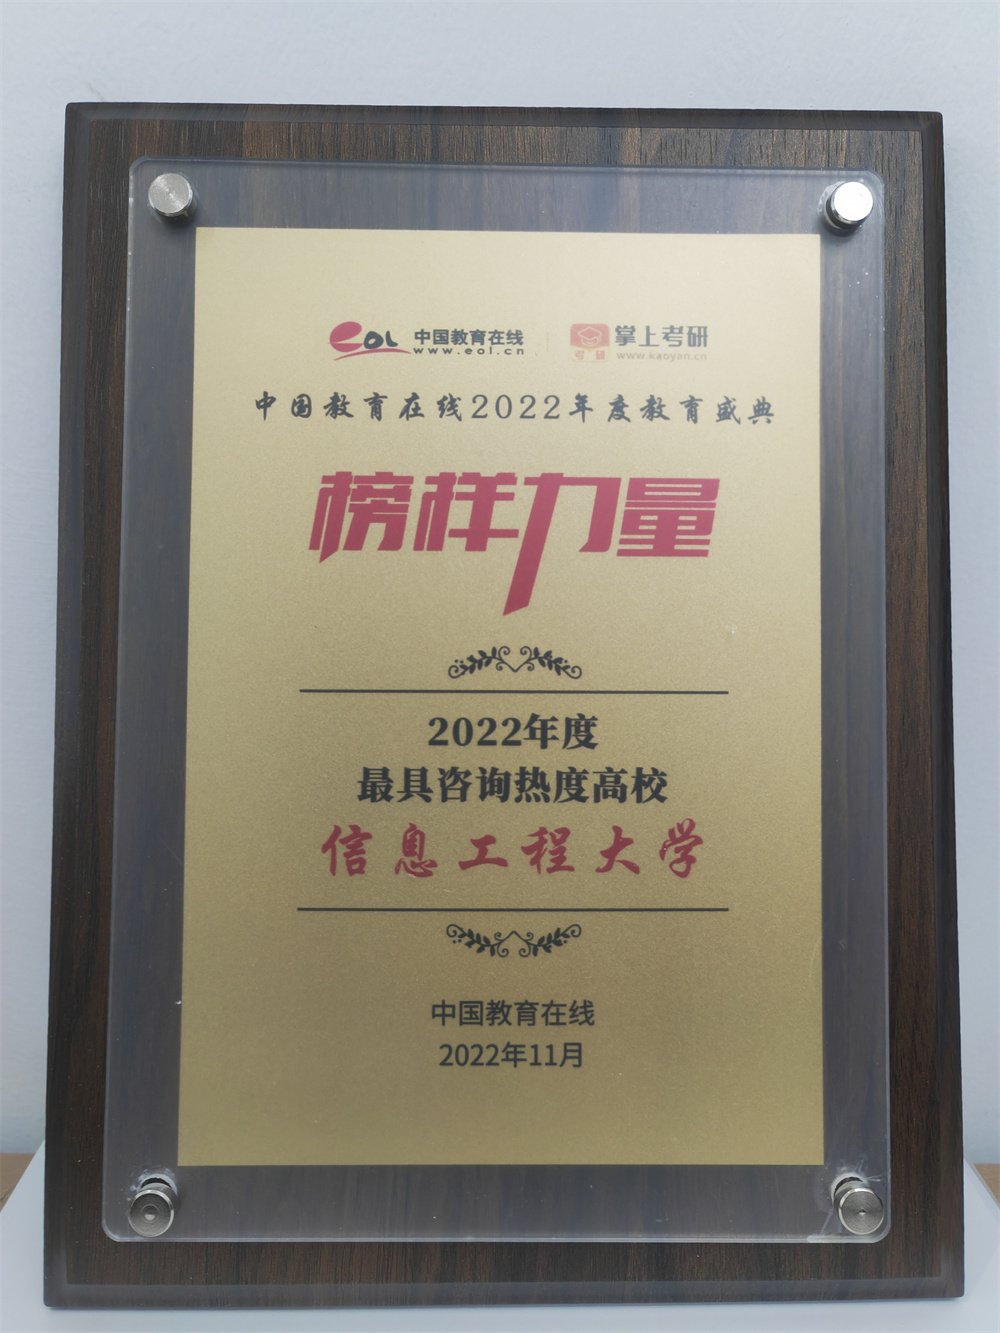 eoL 中国教育在线 掌上考研
www.eol.cn 考研 www.kaoyan.cn
中国教育在线2022年度教育盛典
榜样力量
2022年度
最具咨询热度高校
信息工程大学
中国教育在线
2022年11月